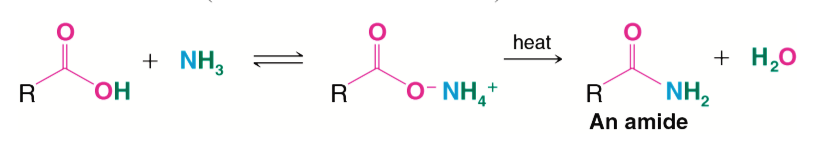 O O heat O
R OH + NH₃ ⇌ R O⁻ NH₄⁺ → R NH₂ + H₂O
An amide